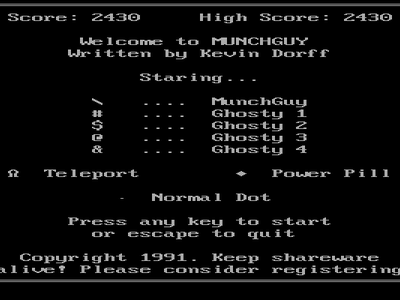 Score: 2430 High Score: 2430
Welcome to MUNCHGUY
Written by Kevin Dorff
Staring...
\ .... MunchGuy
# .... Ghosty 1
$ .... Ghosty 2
@ .... Ghosty 3
& .... Ghosty 4
Ω Teleport ♦ Power Pill
· Normal Dot
Press any key to start
or escape to quit
Copyright 1991. Keep shareware
alive! Please consider registering